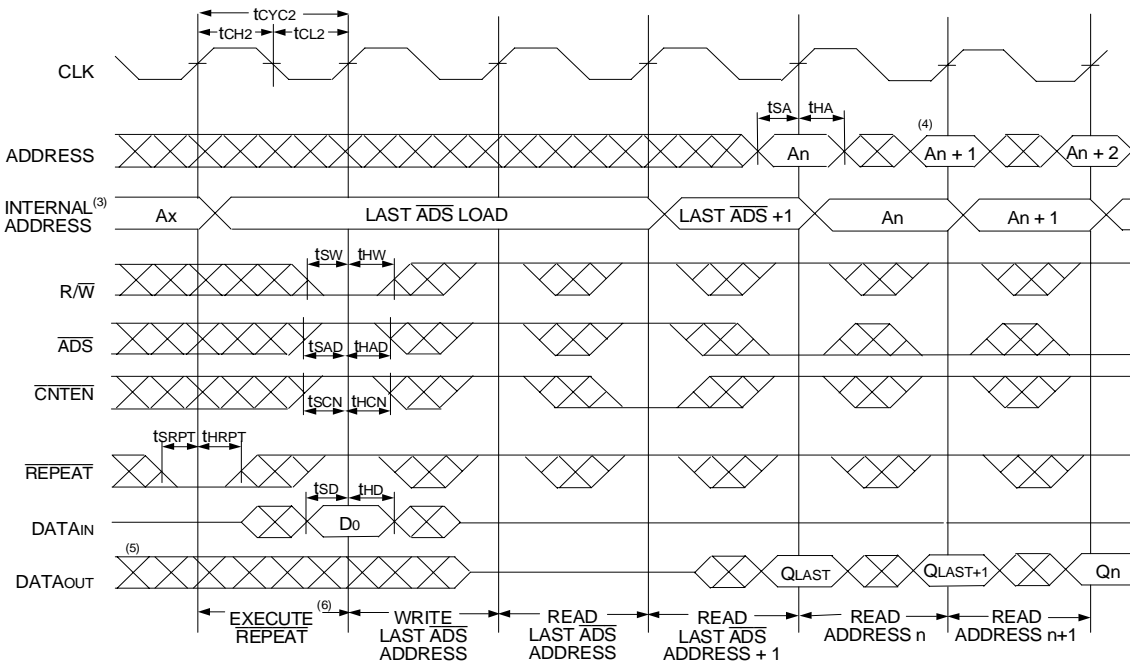 tCYC2
tCH2 tCL2
CLK
tSA tHA
ADDRESS An (4) An + 1 An + 2
INTERNAL(3) ADDRESS Ax LAST ADS LOAD LAST ADS +1 An An + 1
tSW tHW
R/W
ADS
tSAD tHAD
CNTEN
tSCN tHCN
tSRPT tHRPT
REPEAT
tSD tHD
DATAIN D0
(5)
DATAOUT QLAST QLAST+1 Qn
EXECUTE(6)
REPEAT
WRITE
LAST ADS
ADDRESS
READ
LAST ADS
ADDRESS
READ
LAST ADS
ADDRESS + 1
READ
ADDRESS n
READ
ADDRESS n+1